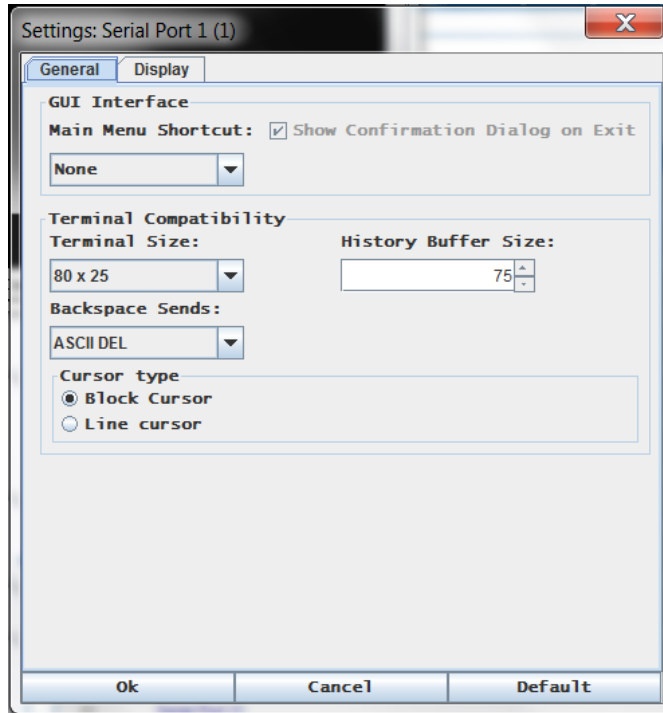 Settings: Serial Port 1 (1)
General Display
GUI Interface
Main Menu Shortcut: Show Confirmation Dialog on Exit
None
Terminal Compatibility
Terminal Size: History Buffer Size:
80 x 25 75
Backspace Sends:
ASCII DEL
Cursor type
Block Cursor
Line cursor
Ok Cancel Default